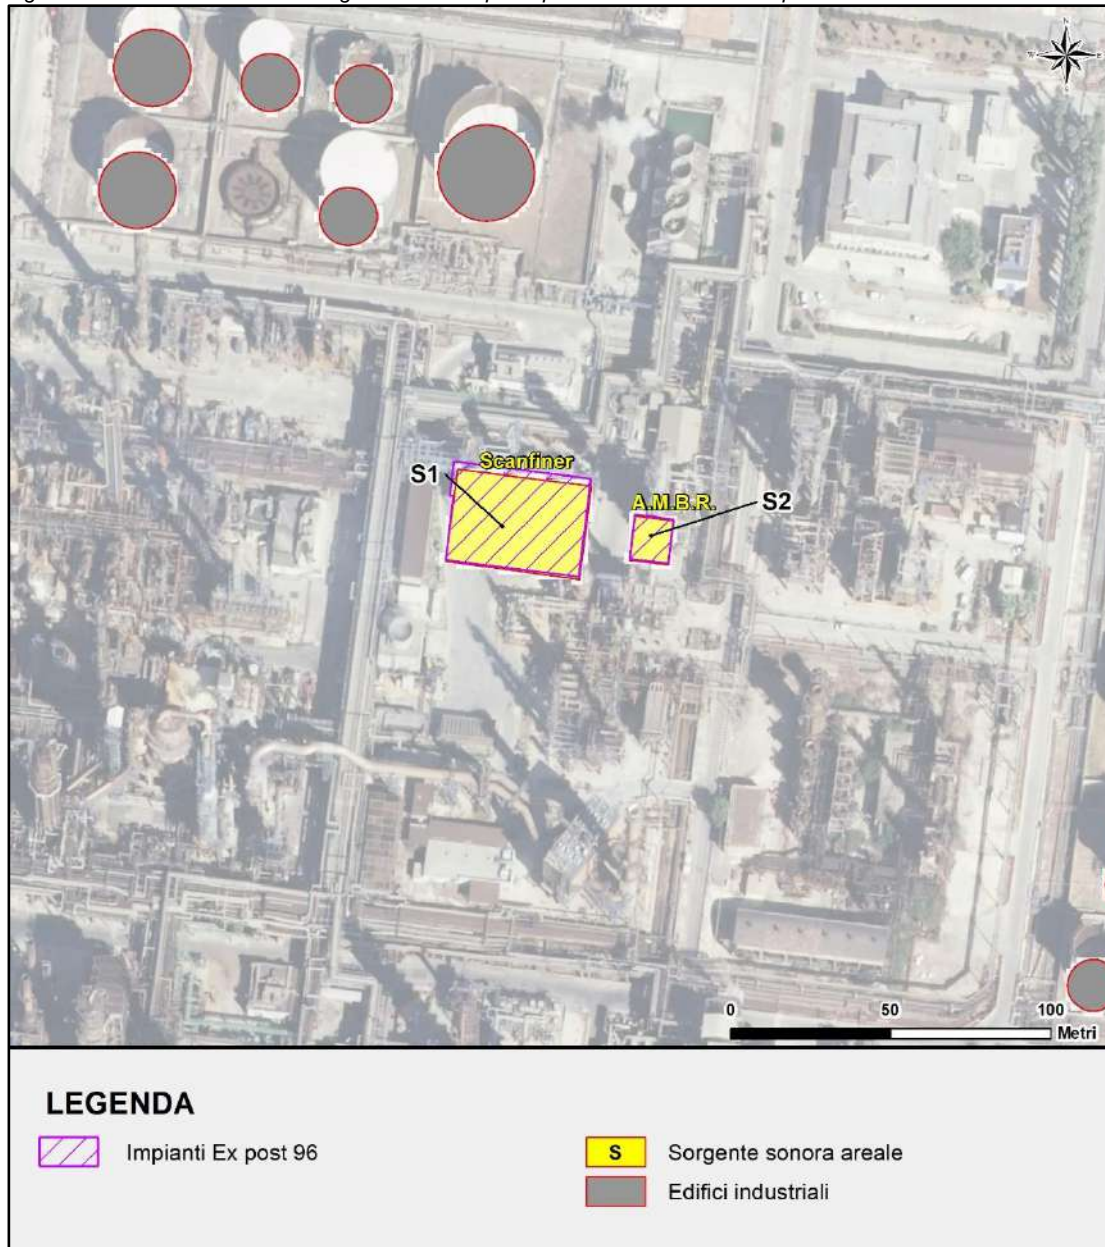 N
W
E
Scanfiner
S1
A.M.B.R.
S2
0 50 100
Metri
LEGENDA
Impianti Ex post 96
S Sorgente sonora areale
Edifici industriali